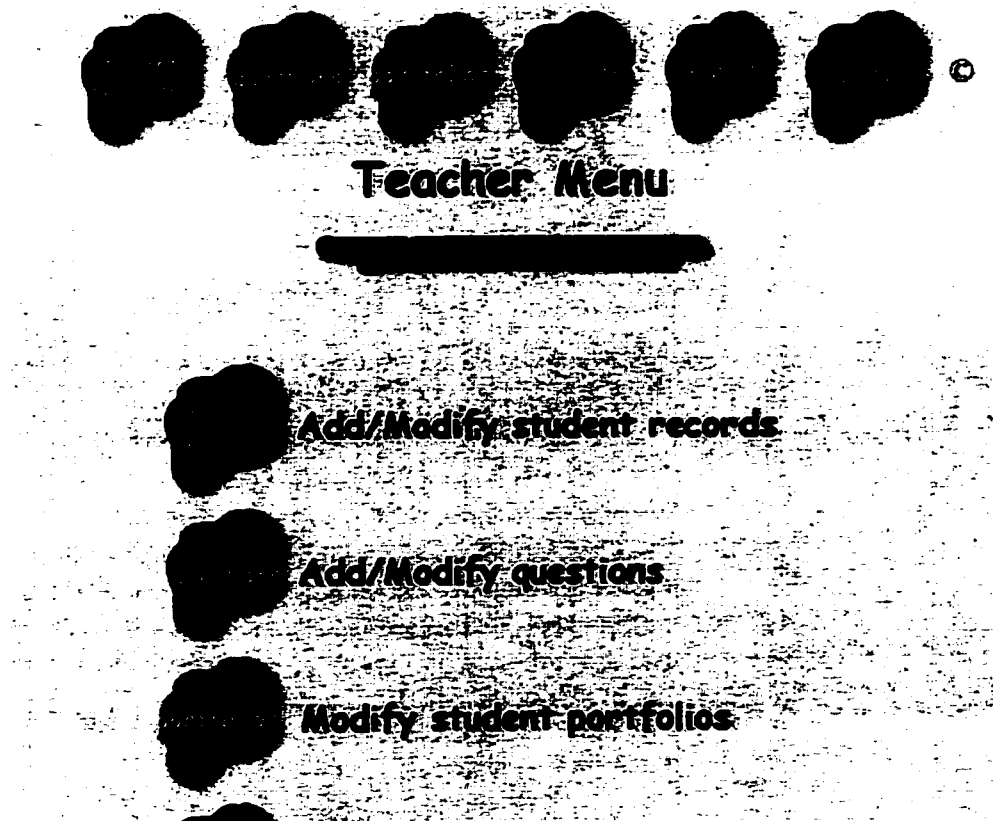 ©
Teacher Menu
Add/Modify student records
Add/Modify questions
Modify student portfolios